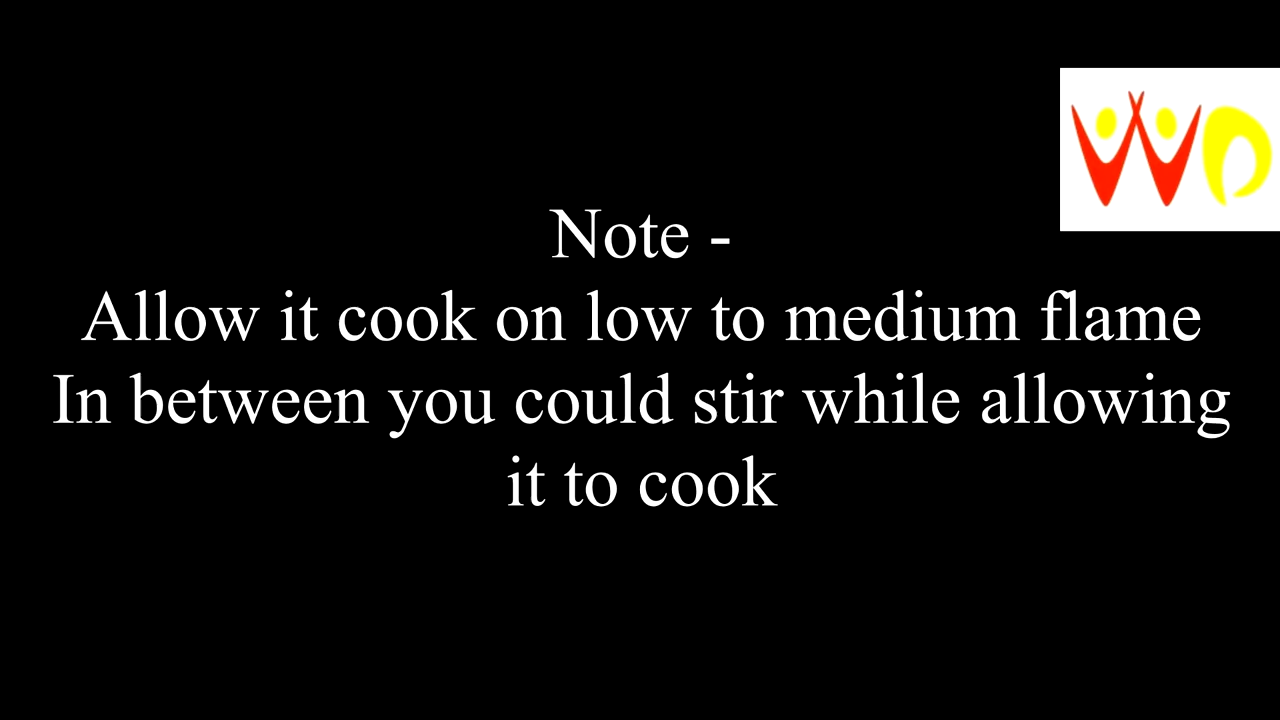 Note -
Allow it cook on low to medium flame
In between you could stir while allowing
it to cook